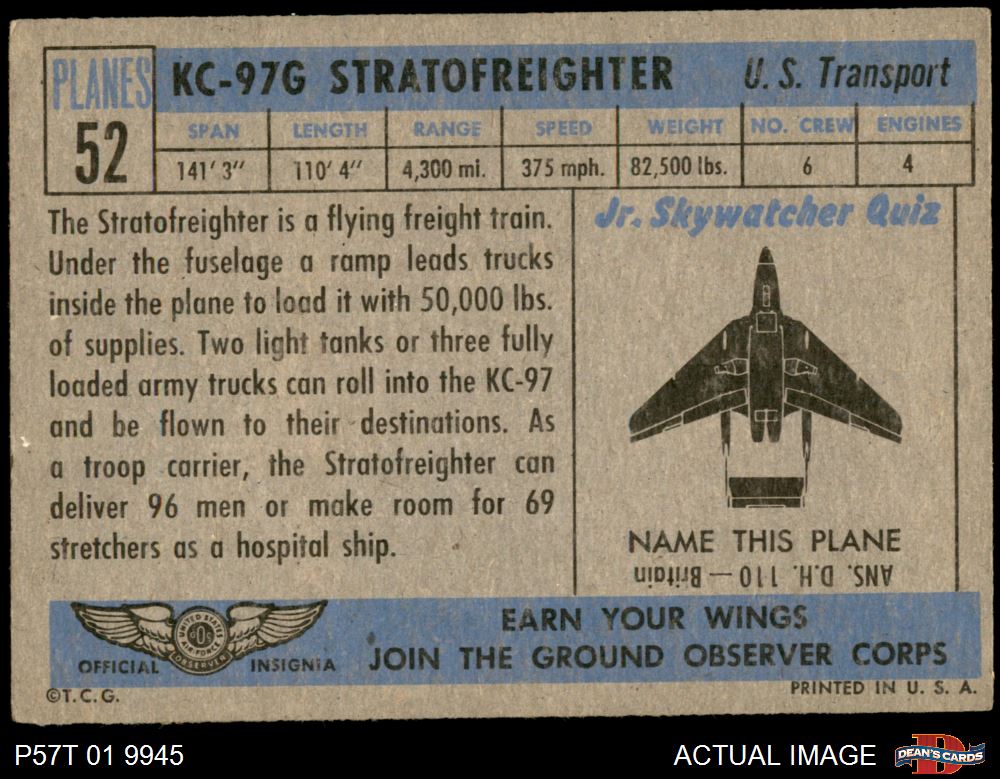 PLANES
52
KC-97G STRATOFREIGHTER U. S. Transport
SPAN LENGTH RANGE SPEED WEIGHT NO. CREW ENGINES
141' 3" 110' 4" 4,300 mi. 375 mph. 82,500 lbs. 6 4
The Stratofreighter is a flying freight train.
Under the fuselage a ramp leads trucks
inside the plane to load it with 50,000 lbs.
of supplies. Two light tanks or three fully
loaded army trucks can roll into the KC-97
and be flown to their destinations. As
a troop carrier, the Stratofreighter can
deliver 96 men or make room for 69
stretchers as a hospital ship.
Jr. Skywatcher Quiz
NAME THIS PLANE
ANS. D.H. 110 — Britain
UNITED STATES
GOC
AIR FORCE
OBSERVER
OFFICIAL INSIGNIA
EARN YOUR WINGS
JOIN THE GROUND OBSERVER CORPS
©T.C.G.
PRINTED IN U. S. A.
P57T 01 9945
ACTUAL IMAGE
D
DEAN'S CARDS